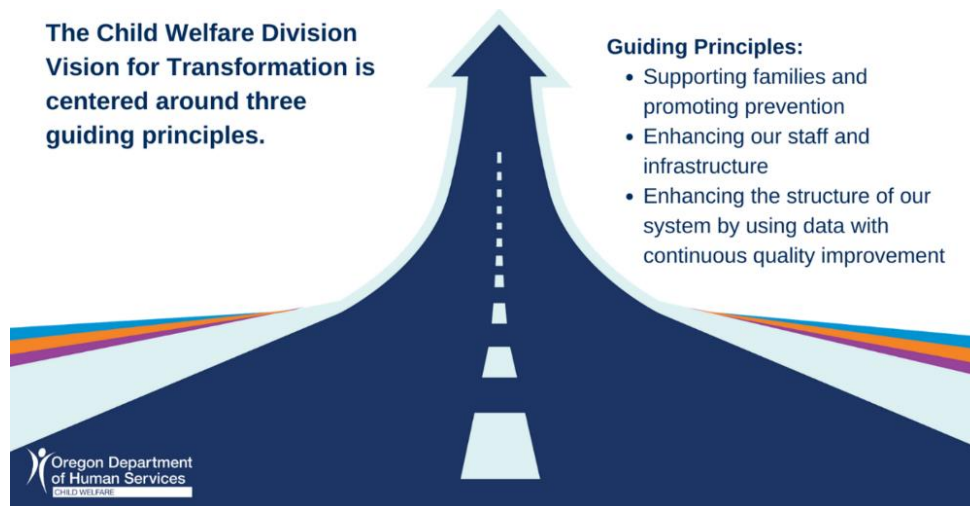 The Child Welfare Division
Vision for Transformation is
centered around three
guiding principles.
Guiding Principles:
• Supporting families and
promoting prevention
• Enhancing our staff and
infrastructure
• Enhancing the structure of our
system by using data with
continuous quality improvement
Oregon Department
of Human Services
CHILD WELFARE